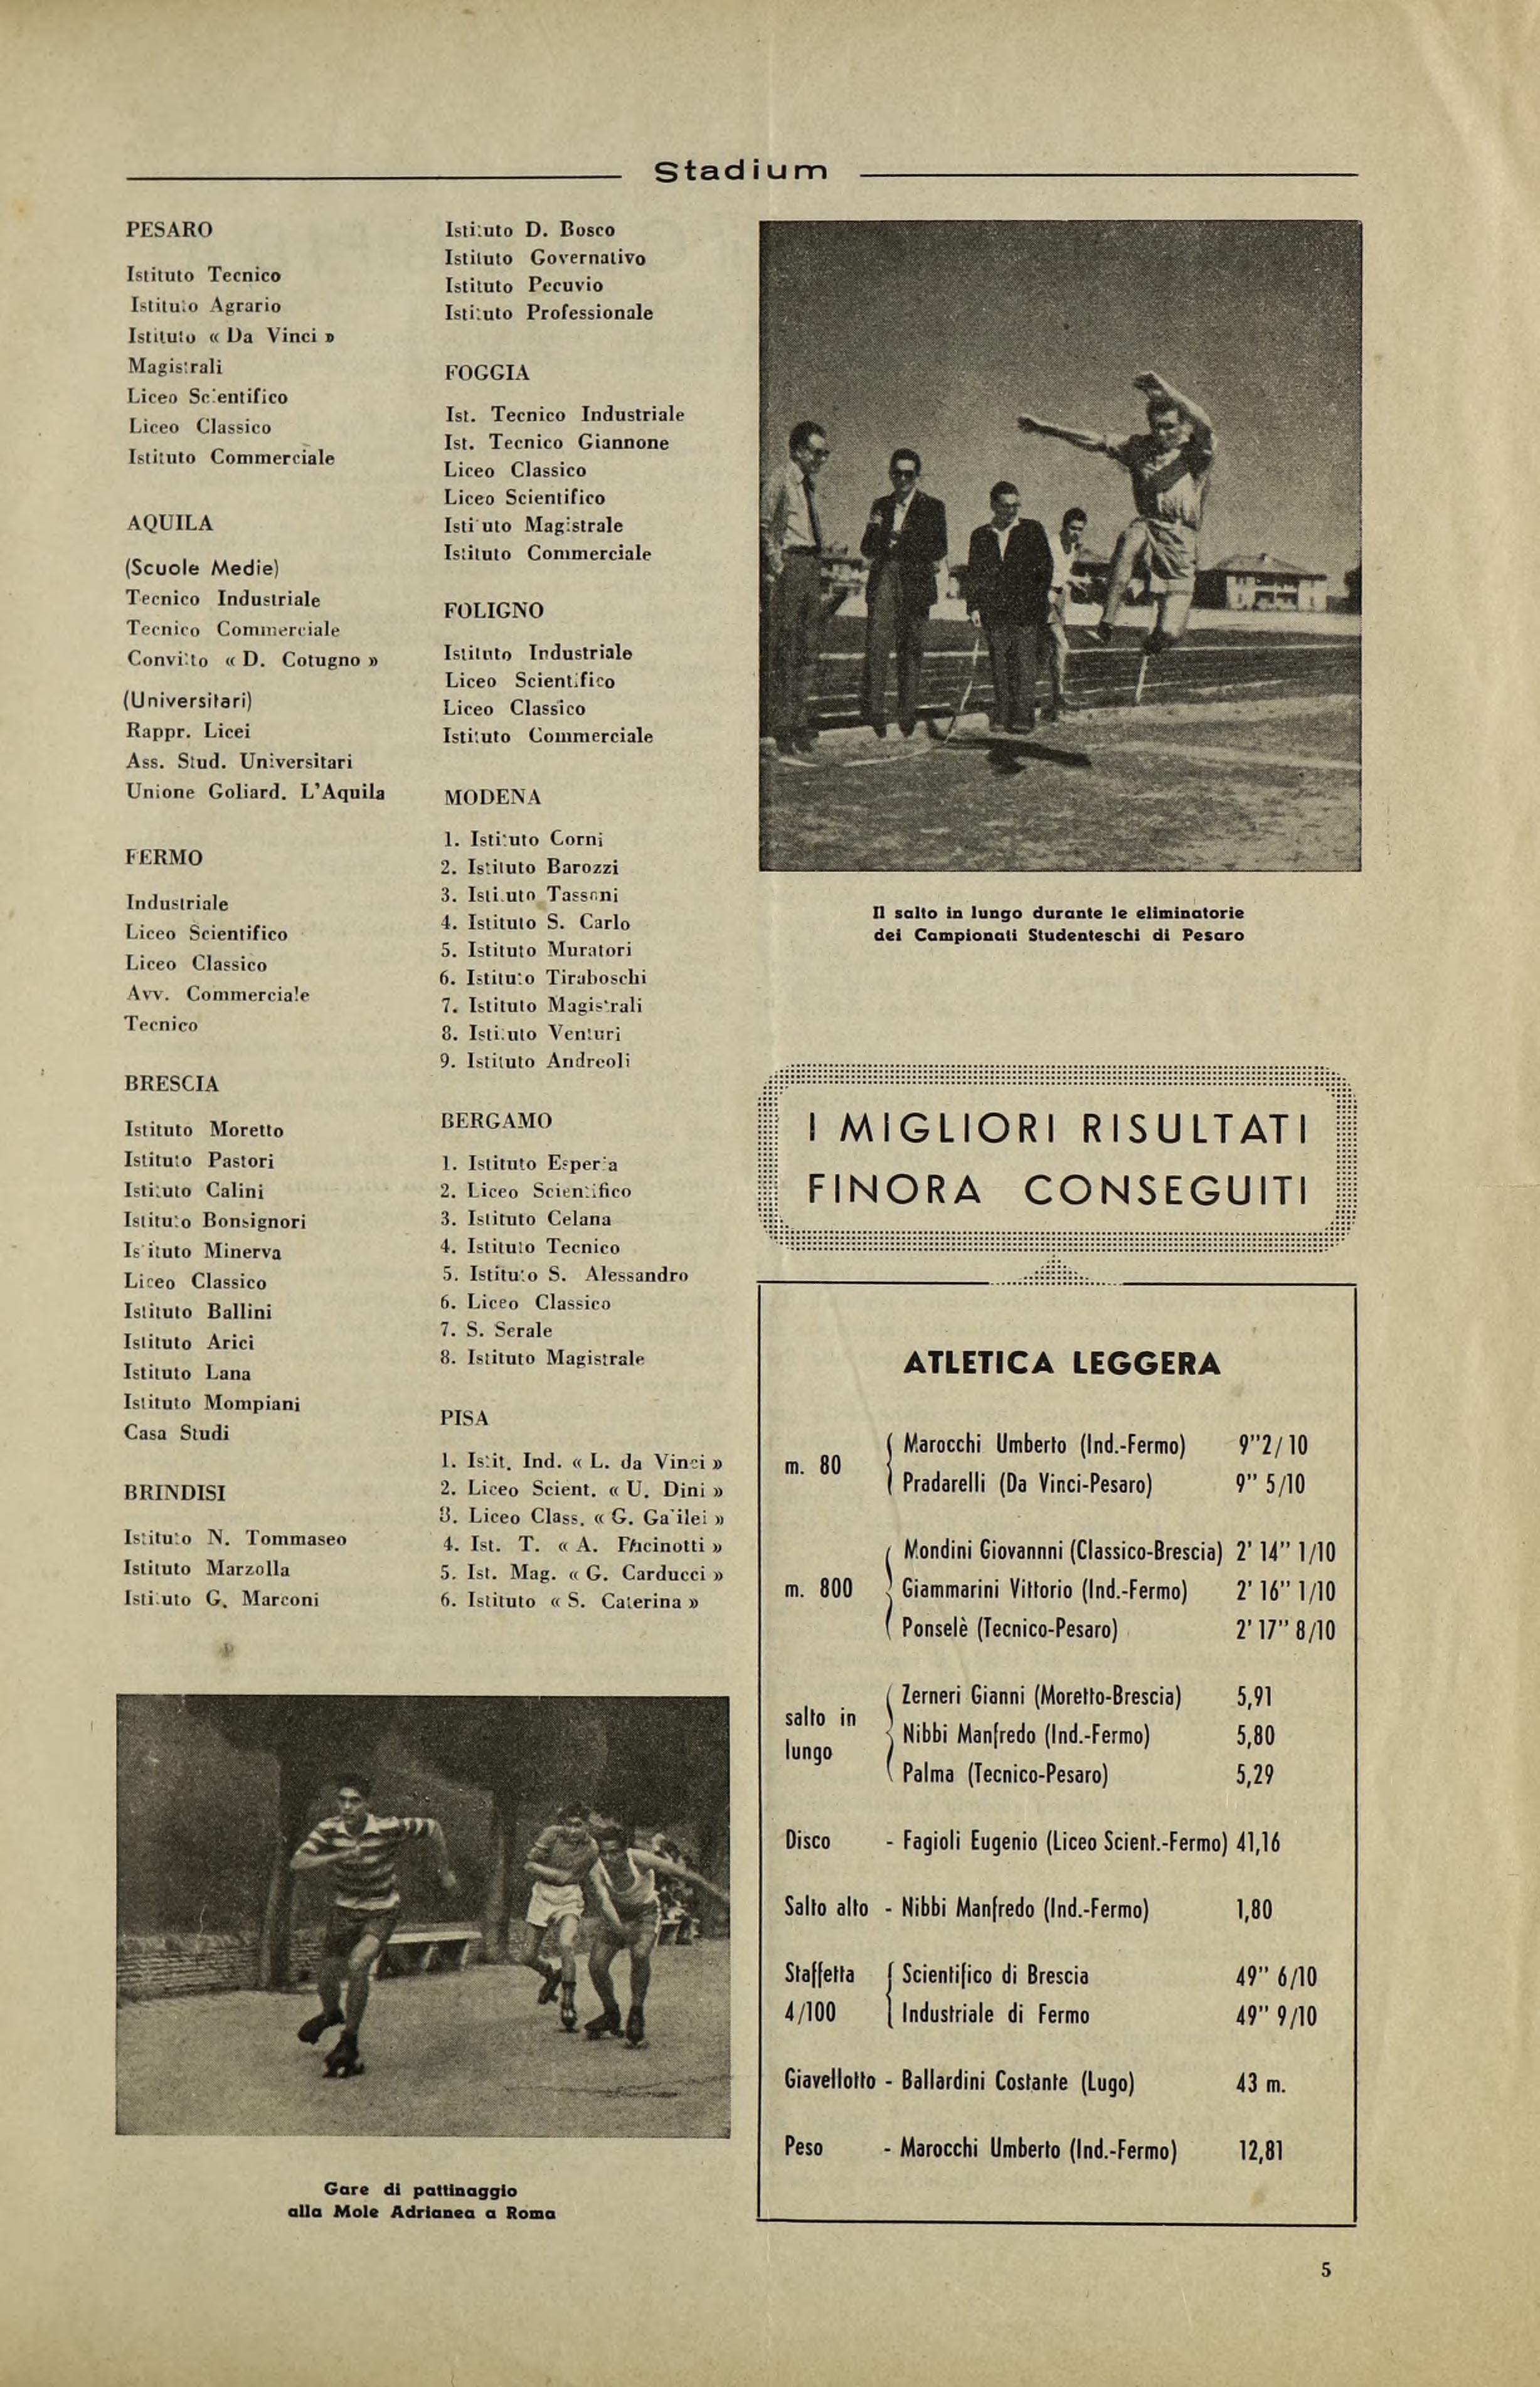 Stadium
PESARO
Istituto Tecnico
Istituto Agrario
Istituto « Da Vinci »
Magistrali
Liceo Scientifico
Liceo Classico
Istituto Commerciale
AQUILA
(Scuole Medie)
Tecnico Industriale
Tecnico Commerciale
Convitto « D. Cotugno »
(Universitari)
Rappr. Licei
Ass. Stud. Universitari
Unione Goliard. L'Aquila
FERMO
Industriale
Liceo Scientifico
Liceo Classico
Avv. Commerciale
Tecnico
BRESCIA
Istituto Moretto
Istituto Pastori
Istituto Calini
Istituto Bonsignori
Istituto Minerva
Liceo Classico
Istituto Ballini
Istituto Arici
Istituto Lana
Istituto Mompiani
Casa Studi
BRINDISI
Istituto N. Tommaseo
Istituto Marzolla
Istituto G. Marconi
Istituto D. Bosco
Istituto Governativo
Istituto Pecuvio
Istituto Professionale
FOGGIA
Ist. Tecnico Industriale
Ist. Tecnico Giannone
Liceo Classico
Liceo Scientifico
Istituto Magistrale
Istituto Commerciale
FOLIGNO
Istituto Industriale
Liceo Scientifico
Liceo Classico
Istituto Commerciale
MODENA
1. Istituto Corni
2. Istituto Barozzi
3. Istituto Tassoni
4. Istituto S. Carlo
5. Istituto Muratori
6. Istituto Tiraboschi
7. Istituto Magistrali
8. Istituto Venturi
9. Istituto Andreoli
BERGAMO
1. Istituto Esperia
2. Liceo Scientifico
3. Istituto Celana
4. Istituto Tecnico
5. Istituto S. Alessandro
6. Liceo Classico
7. S. Serale
8. Istituto Magistrale
PISA
1. Istit. Ind. « L. da Vinci »
2. Liceo Scient. « U. Dini »
3. Liceo Class. « G. Galilei »
4. Ist. T. « A. Pacinotti »
5. Ist. Mag. « G. Carducci »
6. Istituto « S. Caterina »
Gare di pattinaggio
alla Mole Adrianea a Roma
Il salto in lungo durante le eliminatorie
dei Campionati Studenteschi di Pesaro
I MIGLIORI RISULTATI
FINORA CONSEGUITI
ATLETICA LEGGERA
m. 80
Marocchi Umberto (Ind.-Fermo) 9"2/10
Pradarelli (Da Vinci-Pesaro) 9" 5/10
m. 800
Mondini Giovannni (Classico-Brescia) 2' 14" 1/10
Giammarini Vittorio (Ind.-Fermo) 2' 16" 1/10
Ponselè (Tecnico-Pesaro) 2' 17" 8/10
salto in
lungo
Zerneri Gianni (Moretto-Brescia) 5,91
Nibbi Manfredo (Ind.-Fermo) 5,80
Palma (Tecnico-Pesaro) 5,29
Disco - Fagioli Eugenio (Liceo Scient.-Fermo) 41,16
Salto alto - Nibbi Manfredo (Ind.-Fermo) 1,80
Staffetta
4/100
Scientifico di Brescia 49" 6/10
Industriale di Fermo 49" 9/10
Giavellotto - Ballardini Costante (Lugo) 43 m.
Peso - Marocchi Umberto (Ind.-Fermo) 12,81
5